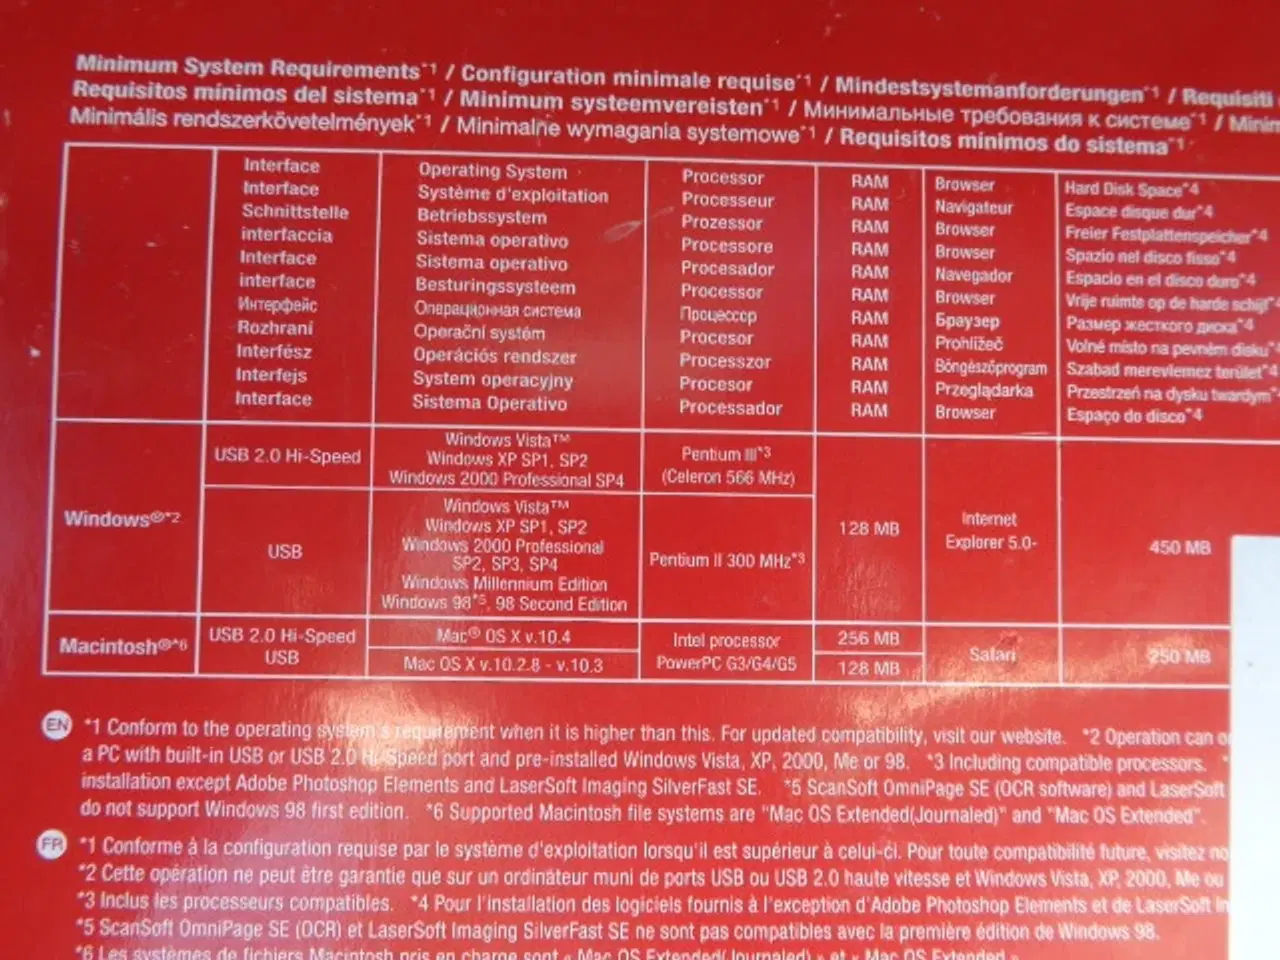 Minimum System Requirements*1 / Configuration minimale requise*1 / Mindestsystemanforderungen*1 / Requisiti
Requisitos mínimos del sistema*1 / Minimum systeemvereisten*1 / Минимальные требования к системе*1 /
Minimális rendszerkövetelmények*1 / Minimalne wymagania systemowe*1 / Requisitos mínimos do sistema*1
Interface Operating System Processor RAM Browser Hard Disk Space*4
Interface Système d'exploitation Processeur RAM Navigateur Espace disque dur*4
Schnittstelle Betriebssystem Prozessor RAM Browser Freier Festplattenspeicher*4
interfaccia Sistema operativo Processore RAM Browser Spazio nel disco fisso*4
Interface Sistema operativo Procesador RAM Navegador Espacio en el disco duro*4
interface Besturingssysteem Processor RAM Browser Vrije ruimte op de harde schijf*4
Интерфейс Операционная система Процессор RAM Браузер Размер жесткого диска*4
Rozhraní Operační systém Procesor RAM Prohlížeč Volné místo na pevném disku*4
Interfész Operációs rendszer Processzor RAM Böngészőprogram Szabad merevlemez terület*4
Interfejs System operacyjny Procesor RAM Przeglądarka Przestrzeń na dysku twardym*4
Interface Sistema Operativo Processador RAM Browser Espaço do disco*4
Windows®*2
USB 2.0 Hi-Speed
Windows Vista™
Windows XP SP1, SP2
Windows 2000 Professional SP4
Pentium III*3
(Celeron 566 MHz)
USB
Windows Vista™
Windows XP SP1, SP2
Windows 2000 Professional
SP2, SP3, SP4
Windows Millennium Edition
Windows 98*5, 98 Second Edition
Pentium II 300 MHz*3
128 MB
Internet
Explorer 5.0-
450 MB
Macintosh®*6
USB 2.0 Hi-Speed
USB
Mac® OS X v.10.4
Mac OS X v.10.2.8 - v.10.3
Intel processor
PowerPC G3/G4/G5
256 MB
128 MB
Safari
250 MB
EN *1 Conform to the operating system's requirement when it is higher than this. For updated compatibility, visit our website. *2 Operation can
a PC with built-in USB or USB 2.0 Hi-Speed port and pre-installed Windows Vista, XP, 2000, Me or 98. *3 Including compatible processors.
installation except Adobe Photoshop Elements and LaserSoft Imaging SilverFast SE. *5 ScanSoft OmniPage SE (OCR software) and LaserSoft
do not support Windows 98 first edition. *6 Supported Macintosh file systems are "Mac OS Extended(Journaled)" and "Mac OS Extended".
FR *1 Conforme à la configuration requise par le système d'exploitation lorsqu'il est supérieur à celui-ci. Pour toute compatibilité future, visitez
*2 Cette opération ne peut être garantie que sur un ordinateur muni de ports USB ou USB 2.0 haute vitesse et Windows Vista, XP, 2000, Me ou
*3 Inclus les processeurs compatibles. *4 Pour l'installation des logiciels fournis à l'exception d'Adobe Photoshop Elements et de LaserSoft
*5 ScanSoft OmniPage SE (OCR) et LaserSoft Imaging SilverFast SE ne sont pas compatibles avec la première édition de Windows 98.
*6 Les systèmes de fichiers Macintosh pris en charge sont « Mac OS Extended(Journaled) » et « Mac OS Extended ».